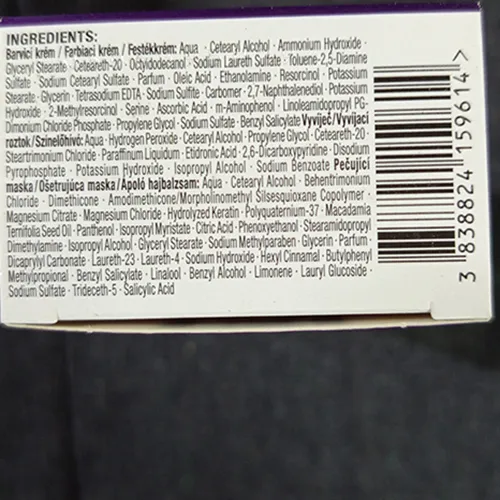 INGREDIENTS:
Barvicí krém / Farbiaci krém / Festékkrém: Aqua · Cetearyl Alcohol · Ammonium Hydroxide ·
Glyceryl Stearate · Ceteareth-20 · Octyldodecanol · Sodium Laureth Sulfate · Toluene-2,5-Diamine
Sulfate · Sodium Cetearyl Sulfate · Parfum · Oleic Acid · Ethanolamine · Resorcinol · Potassium
Stearate · Glycerin · Tetrasodium EDTA · Sodium Sulfite · Carbomer · 2,7-Naphthalenediol · Potassium
Hydroxide · 2-Methylresorcinol · Serine · Ascorbic Acid · m-Aminophenol · Linoleamidopropyl PG-
Dimonium Chloride Phosphate · Propylene Glycol · Sodium Sulfate · Benzyl Salicylate Vyvíječ/Vyvíjací
roztok/Színelőhívó: Aqua · Hydrogen Peroxide · Cetearyl Alcohol · Propylene Glycol · Ceteareth-20 ·
Steartrimonium Chloride · Paraffinum Liquidum · Etidronic Acid · 2,6-Dicarboxypyridine · Disodium
Pyrophosphate · Potassium Hydroxide · Isopropyl Alcohol · Sodium Benzoate Pečující
maska/Ošetrujúca maska/Ápoló hajbalzsam: Aqua · Cetearyl Alcohol · Behentrimonium
Chloride · Dimethicone · Amodimethicone/Morpholinomethyl Silsesquioxane Copolymer ·
Magnesium Citrate · Magnesium Chloride · Hydrolyzed Keratin · Polyquaternium-37 · Macadamia
Ternifolia Seed Oil · Panthenol · Isopropyl Myristate · Citric Acid · Phenoxyethanol · Stearamidopropyl
Dimethylamine · Isopropyl Alcohol · Glyceryl Stearate · Sodium Methylparaben · Glycerin · Parfum ·
Dicaprylyl Carbonate · Laureth-23 · Laureth-4 · Sodium Hydroxide · Hexyl Cinnamal · Butylphenyl
Methylpropional · Benzyl Salicylate · Linalool · Benzyl Alcohol · Limonene · Lauryl Glucoside ·
Sodium Sulfate · Trideceth-5 · Salicylic Acid
3 838824 159614 >